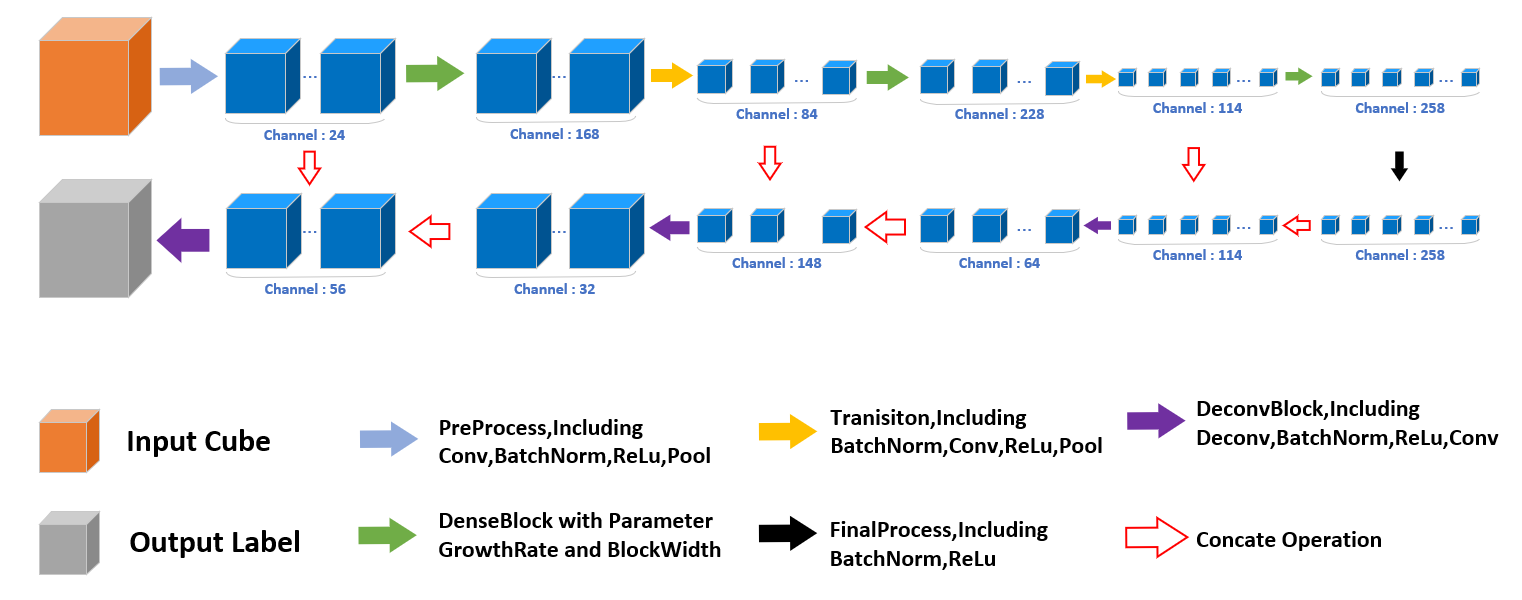 Channel : 24
Channel : 168
Channel : 84
Channel : 228
Channel : 114
Channel : 258
Channel : 56
Channel : 32
Channel : 148
Channel : 64
Channel : 114
Channel : 258
Input Cube
PreProcess,Including
Conv,BatchNorm,ReLu,Pool
Tranisiton,Including
BatchNorm,Conv,ReLu,Pool
DeconvBlock,Including
Deconv,BatchNorm,ReLu,Conv
Output Label
DenseBlock with Parameter
GrowthRate and BlockWidth
FinalProcess,Including
BatchNorm,ReLu
Concate Operation